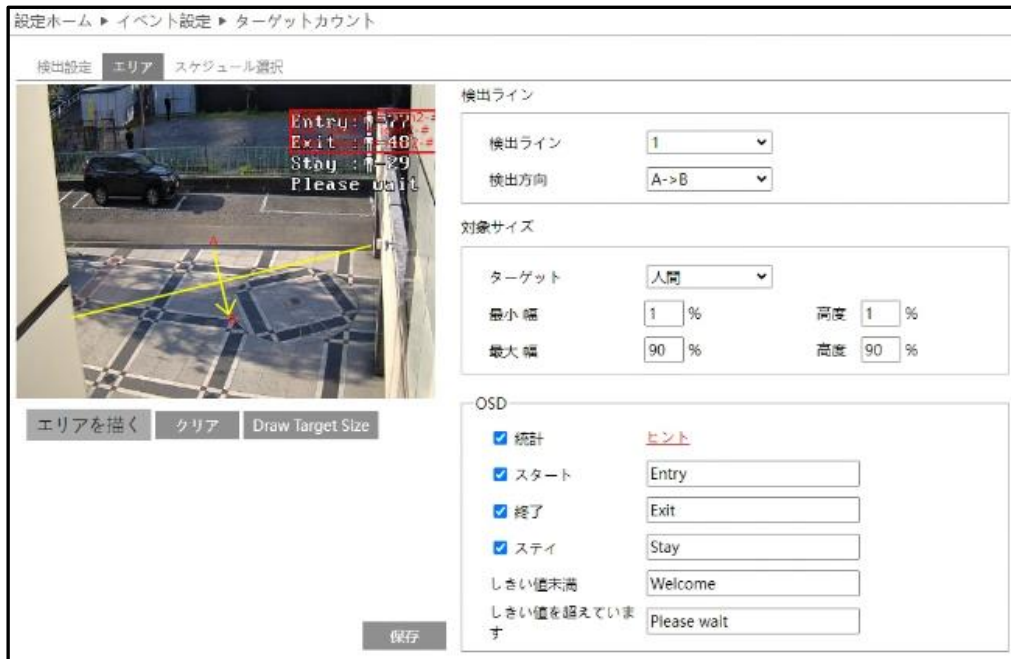 設定ホーム ▶ イベント設定 ▶ ターゲットカウント
検出設定 エリア スケジュール選択
Entry: -77
Exit : -48
Stay : -29
Please wait
A
エリアを描く クリア Draw Target Size
保存
検出ライン
検出ライン 1
検出方向 A->B
対象サイズ
ターゲット 人間
最小 幅 1 % 高度 1 %
最大 幅 90 % 高度 90 %
OSD
統計 ヒント
スタート Entry
終了 Exit
ステイ Stay
しきい値未満 Welcome
しきい値を超えていま
す Please wait